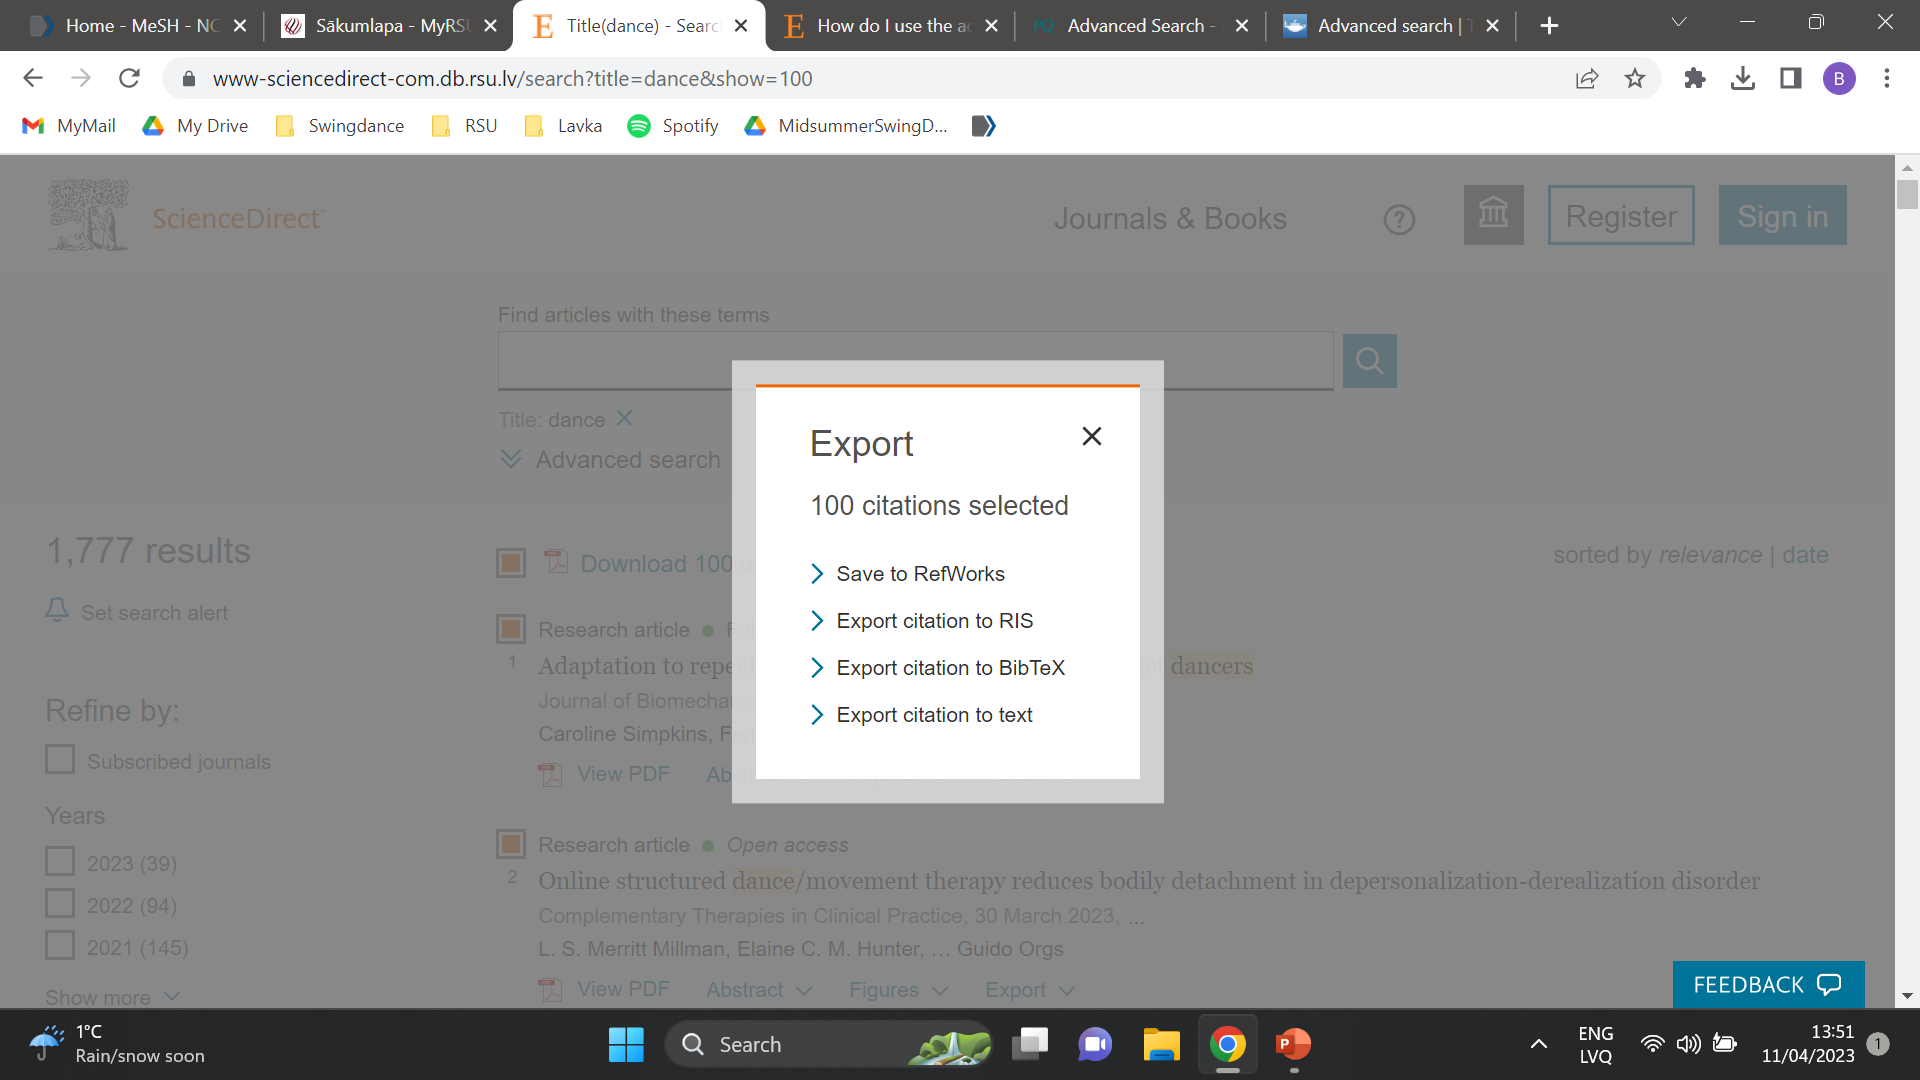 Home - MeSH - NC
Sākumlapa - MyRSU
Title(dance) - Searc
How do I use the ad
PQ
Advanced Search -
Advanced search | T
www-sciencedirect-com.db.rsu.lv/search?title=dance&show=100
B
MyMail
My Drive
Swingdance
RSU
Lavka
Spotify
MidsummerSwingD...
ScienceDirect
Journals & Books
?
Register
Sign in
Find articles with these terms
Title: dance
Advanced search
Export
100 citations selected
Save to RefWorks
Export citation to RIS
Export citation to BibTeX
Export citation to text
1,777 results
Set search alert
Download 100 a
sorted by relevance | date
Research article
1
Adaptation to repea
dancers
Journal of Biomechan
Caroline Simpkins, Fen
View PDF
Refine by:
Subscribed journals
Years
2023 (39)
2022 (94)
2021 (145)
Show more
Research article
Open access
2
Online structured dance/movement therapy reduces bodily detachment in depersonalization-derealization disorder
Complementary Therapies in Clinical Practice, 30 March 2023, ...
L. S. Merritt Millman, Elaine C. M. Hunter, ... Guido Orgs
View PDF
Abstract
Figures
Export
FEEDBACK
1°C
Rain/snow soon
Search
ENG
LVQ
13:51
11/04/2023
1